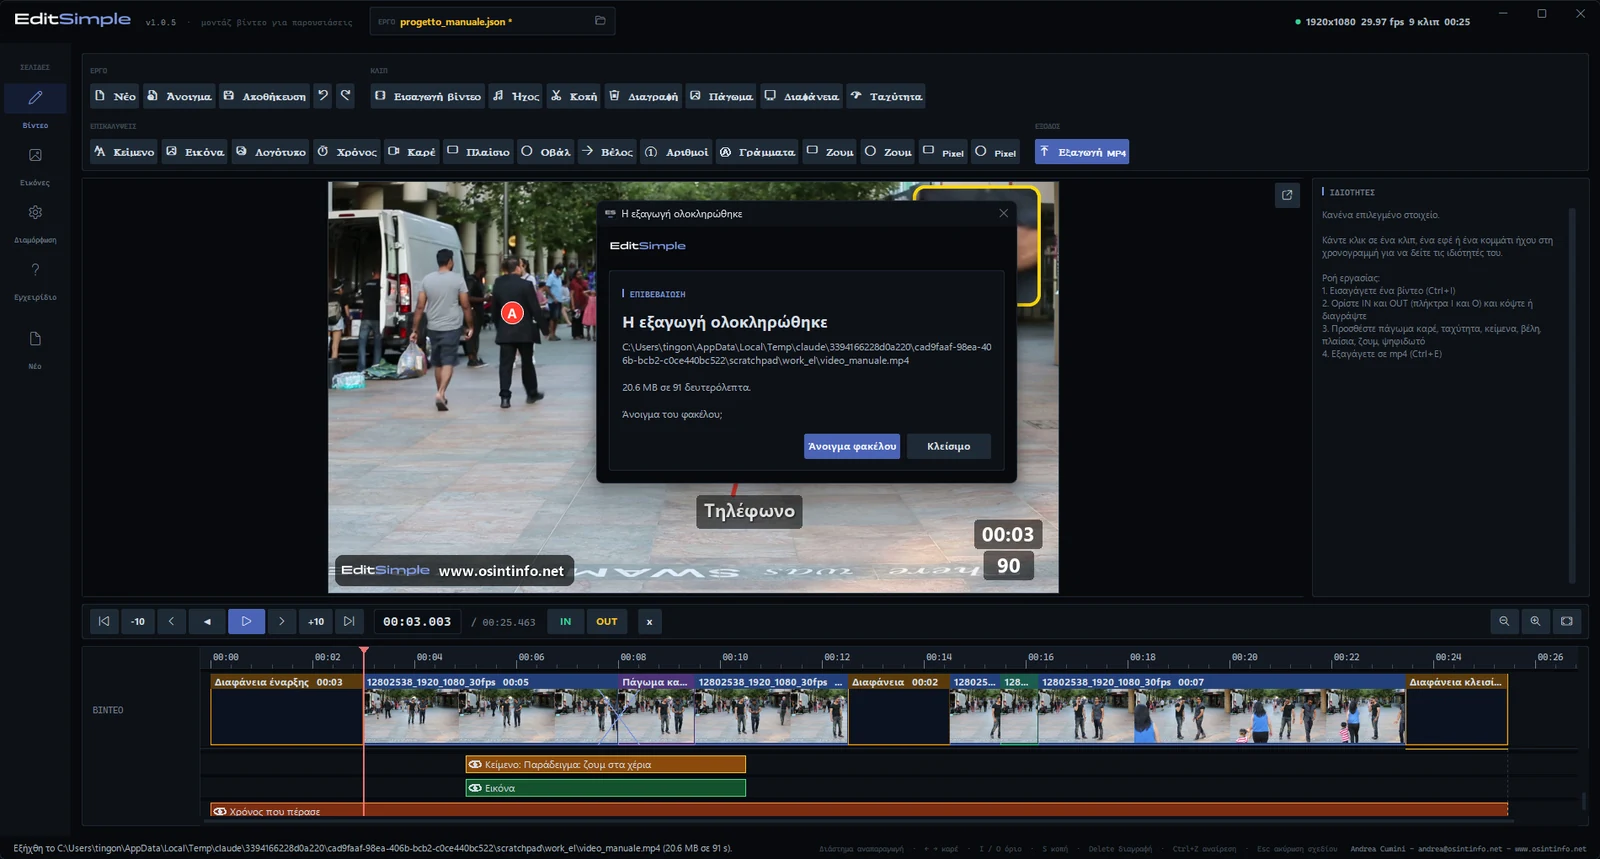 EditSimple v1.0.5 · μοντάζ βίντεο για παρουσιάσεις
ΕΡΓΟ progetto_manuale.json *
1920x1080 29.97 fps 9 κλιπ 00:25
ΣΕΛΙΔΕΣ
Βίντεο
Εικόνες
Διαμόρφωση
Εγχειρίδιο
Νέο
ΕΡΓΟ
Νέο Άνοιγμα Αποθήκευση
ΚΛΙΠ
Εισαγωγή βίντεο Ήχος Κοπή Διαγραφή Πάγωμα Διαφάνεια Ταχύτητα
ΕΠΙΚΑΛΥΨΕΙΣ
Κείμενο Εικόνα Λογότυπο Χρόνος Καρέ Πλαίσιο Οβάλ Βέλος Αριθμοί Γράμματα Ζουμ Ζουμ Pixel Pixel
ΕΞΟΔΟΣ
Εξαγωγή MP4
A
Τηλέφωνο
00:03
90
EditSimple www.osintinfo.net
Η εξαγωγή ολοκληρώθηκε
EditSimple
ΕΠΙΒΕΒΑΙΩΣΗ
Η εξαγωγή ολοκληρώθηκε
C:\Users\tingon\AppData\Local\Temp\claude\3394166228d0a220\cad9faaf-98ea-40
6b-bcb2-c0ce440bc522\scratchpad\work_el\video_manuale.mp4
20.6 MB σε 91 δευτερόλεπτα.
Άνοιγμα του φακέλου;
Άνοιγμα φακέλου Κλείσιμο
ΙΔΙΟΤΗΤΕΣ
Κανένα επιλεγμένο στοιχείο.
Κάντε κλικ σε ένα κλιπ, ένα εφέ ή ένα κομμάτι ήχου στη
χρονογραμμή για να δείτε τις ιδιότητές του.
Ροή εργασίας:
1. Εισαγάγετε ένα βίντεο (Ctrl+I)
2. Ορίστε IN και OUT (πλήκτρα I και O) και κόψτε ή
διαγράψτε
3. Προσθέστε πάγωμα καρέ, ταχύτητα, κείμενα, βέλη,
πλαίσια, ζουμ, ψηφιδωτό
4. Εξαγάγετε σε mp4 (Ctrl+E)
-10 +10 00:03.003 / 00:25.463 IN OUT x
00:00 00:02 00:04 00:06 00:08 00:10 00:12 00:14 00:16 00:18 00:20 00:22 00:24 00:26
ΒΙΝΤΕΟ
Διαφάνεια έναρξης 00:03 12802538_1920_1080_30fps 00:05 Πάγωμα κα... 12802538_1920_1080_30fps ... Διαφάνεια 00:02 128025... 128... 12802538_1920_1080_30fps 00:07 Διαφάνεια κλεισί...
Κείμενο: Παράδειγμα: ζουμ στα χέρια
Εικόνα
Χρόνος που πέρασε
Εξήχθη το C:\Users\tingon\AppData\Local\Temp\claude\3394166228d0a220\cad9faaf-98ea-406b-bcb2-c0ce440bc522\scratchpad\work_el\video_manuale.mp4 (20.6 MB σε 91 s).
Διάστημα αναπαραγωγή · ← → καρέ · I / O όρια · S κοπή · Delete διαγραφή · Ctrl+Z αναίρεση · Esc ακύρωση σχεδίου Andrea Cumini - andrea@osintinfo.net - www.osintinfo.net